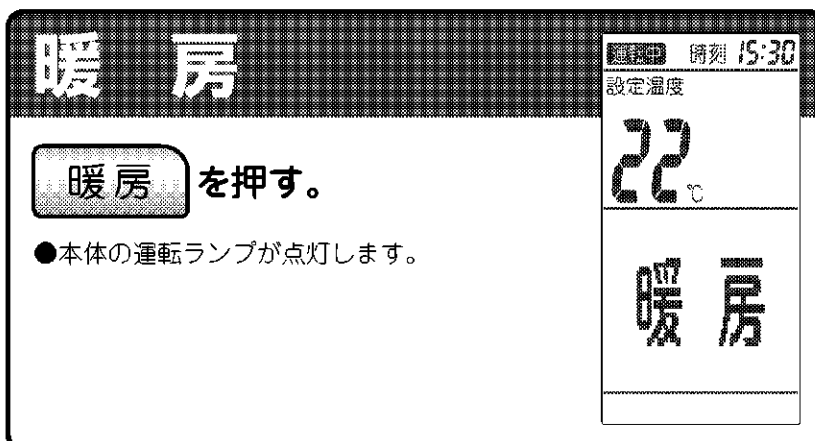 暖房
運転中 時刻 15:30
設定温度
22℃
暖房
暖房 を押す。
●本体の運転ランプが点灯します。